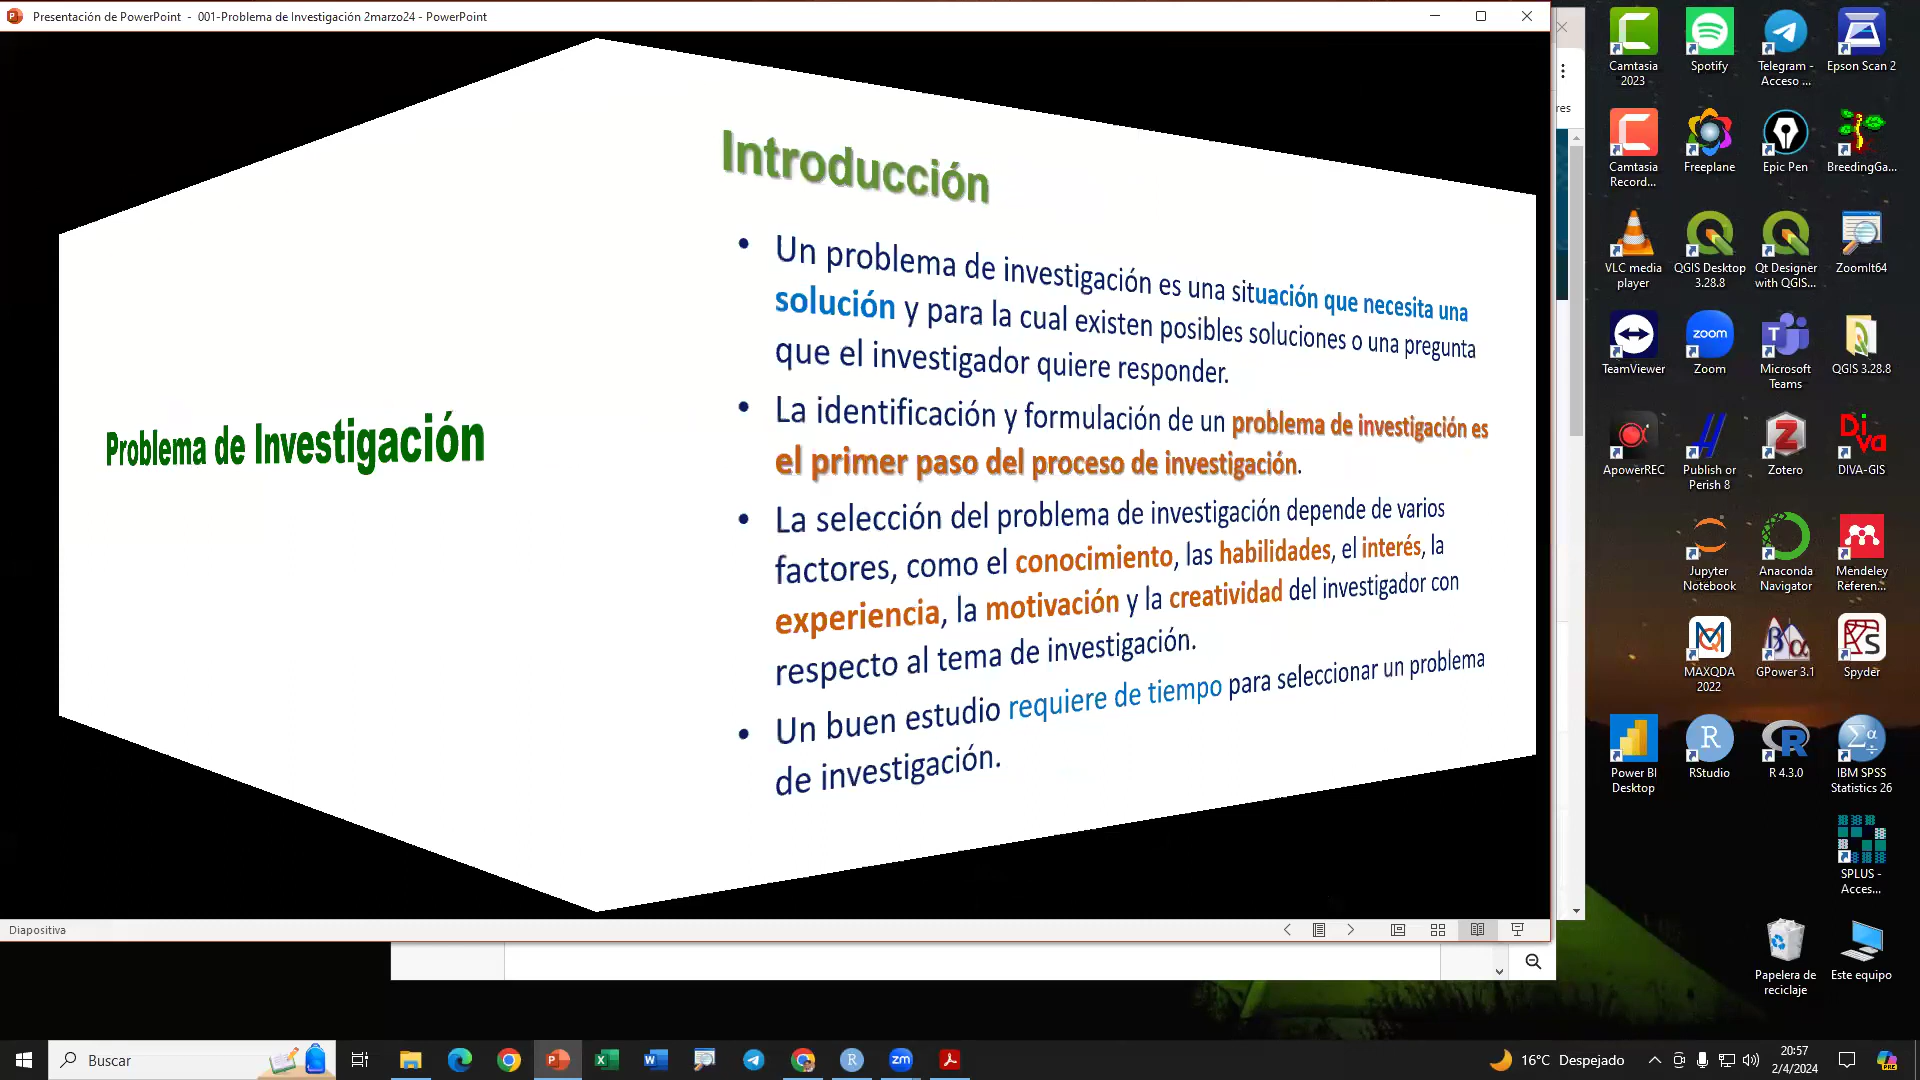 Presentación de PowerPoint - 001-Problema de Investigación 2marzo24 - PowerPoint
Problema de Investigación
Introducción
• Un problema de investigación es una situación que necesita una
solución y para la cual existen posibles soluciones o una pregunta
que el investigador quiere responder.
• La identificación y formulación de un problema de investigación es
el primer paso del proceso de investigación.
• La selección del problema de investigación depende de varios
factores, como el conocimiento, las habilidades, el interés, la
experiencia, la motivación y la creatividad del investigador con
respecto al tema de investigación.
• Un buen estudio requiere de tiempo para seleccionar un problema
de investigación.
Diapositiva
res
Camtasia
2023
Spotify
Telegram -
Acceso ...
Epson Scan 2
Camtasia
Record...
Freeplane
Epic Pen
BreedingGa...
VLC media
player
QGIS Desktop
3.28.8
Qt Designer
with QGIS...
ZoomIt64
TeamViewer
zoom
Zoom
Microsoft
Teams
QGIS 3.28.8
ApowerREC
Publish or
Perish 8
Zotero
Diva
DIVA-GIS
Jupyter
Notebook
Anaconda
Navigator
Mendeley
Referen...
MAXQDA
2022
GPower 3.1
Spyder
Power BI
Desktop
RStudio
R 4.3.0
IBM SPSS
Statistics 26
SPLUS -
Acces...
Papelera de
reciclaje
Este equipo
Buscar
zm
16°C Despejado
20:57
2/4/2024